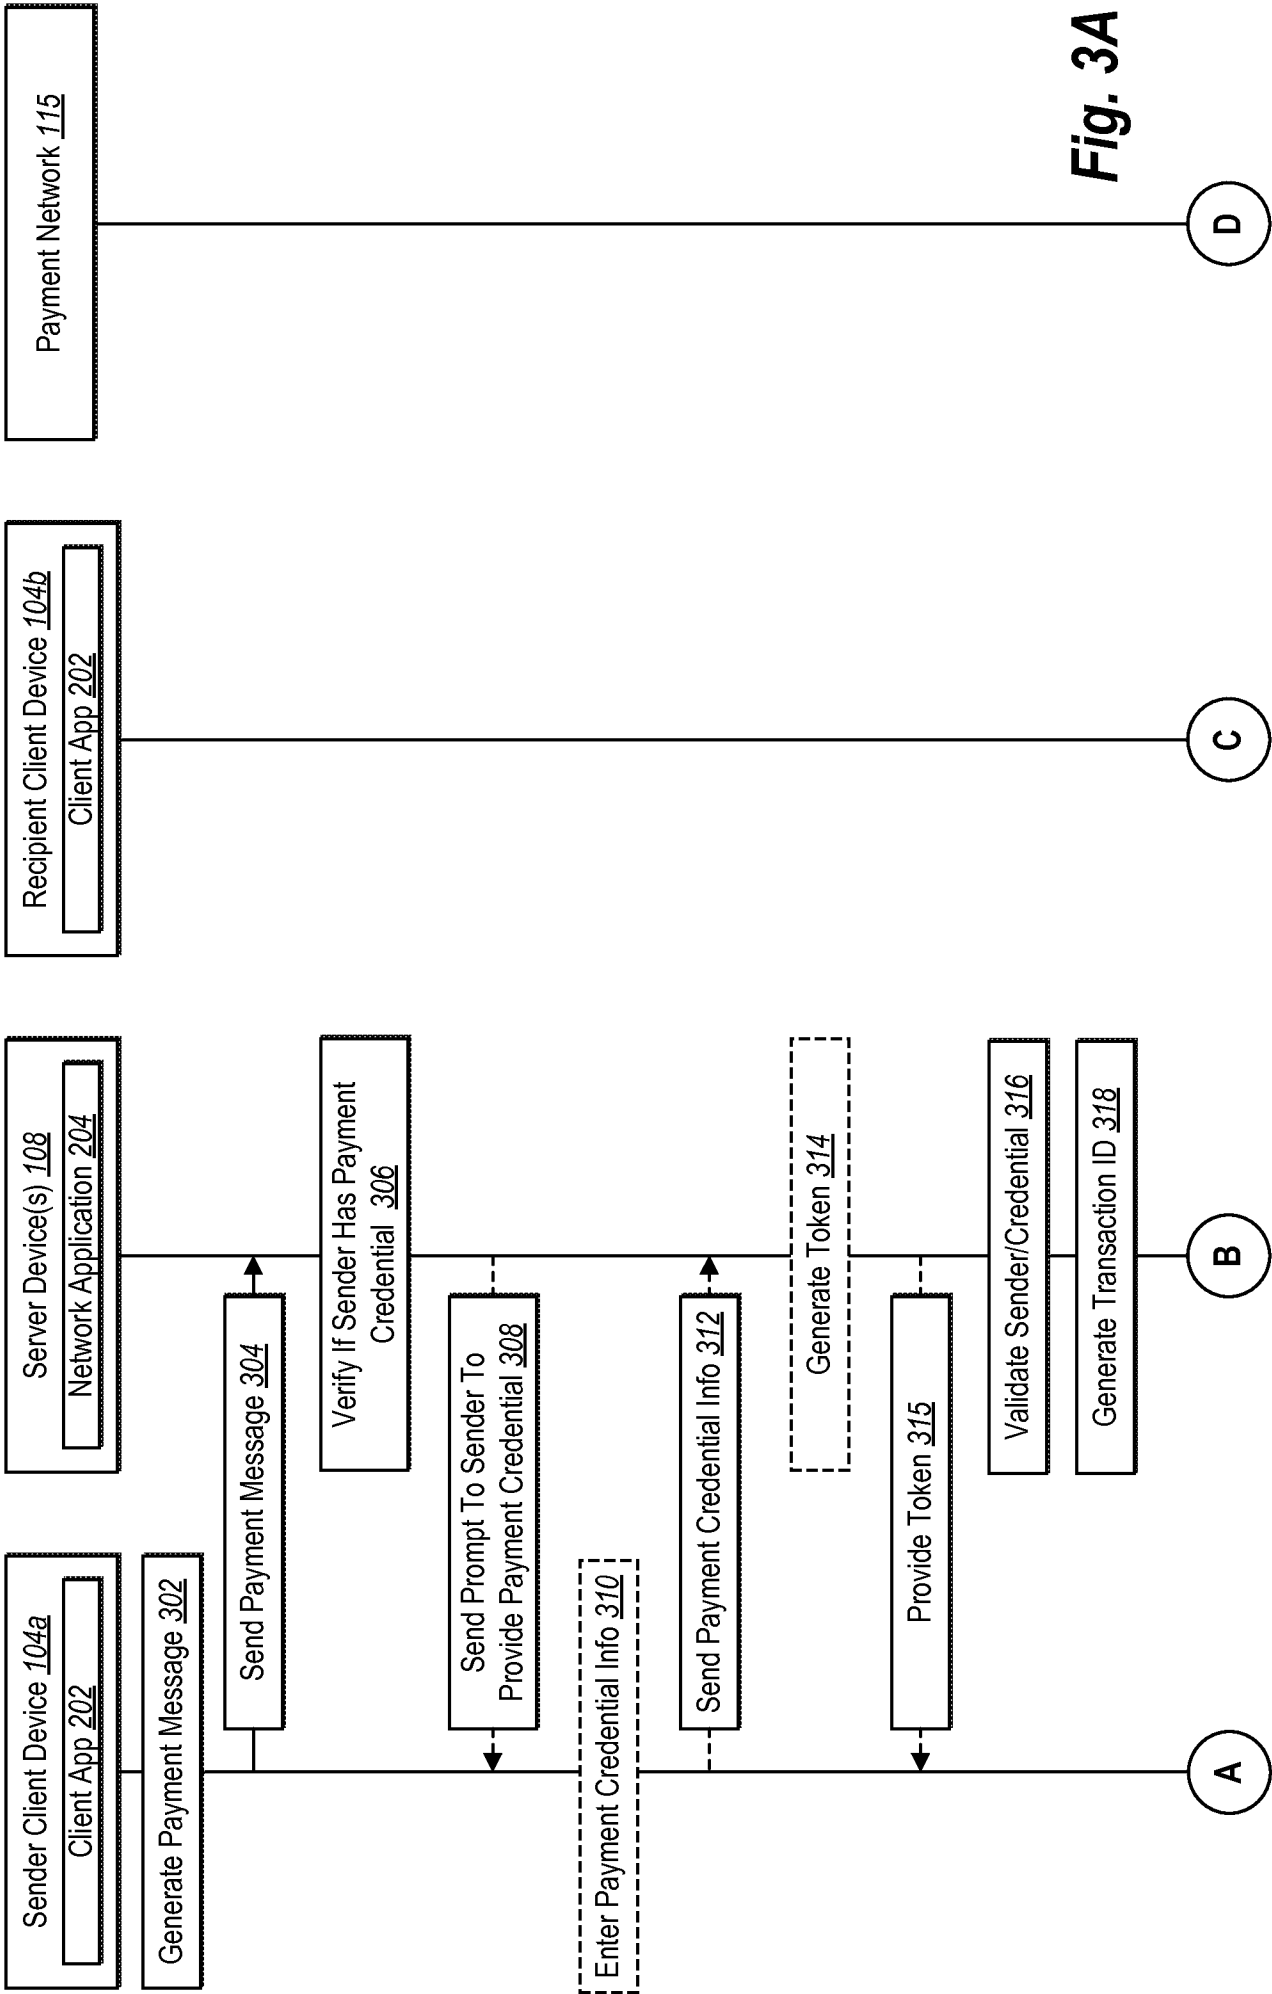 Sender Client Device 104a
Client App 202
Server Device(s) 108
Network Application 204
Recipient Client Device 104b
Client App 202
Payment Network 115
Generate Payment Message 302
Send Payment Message 304
Verify If Sender Has Payment
Credential 306
Send Prompt To Sender To
Provide Payment Credential 308
Enter Payment Credential Info 310
Send Payment Credential Info 312
Generate Token 314
Provide Token 315
Validate Sender/Credential 316
Generate Transaction ID 318
A
B
C
D
Fig. 3A